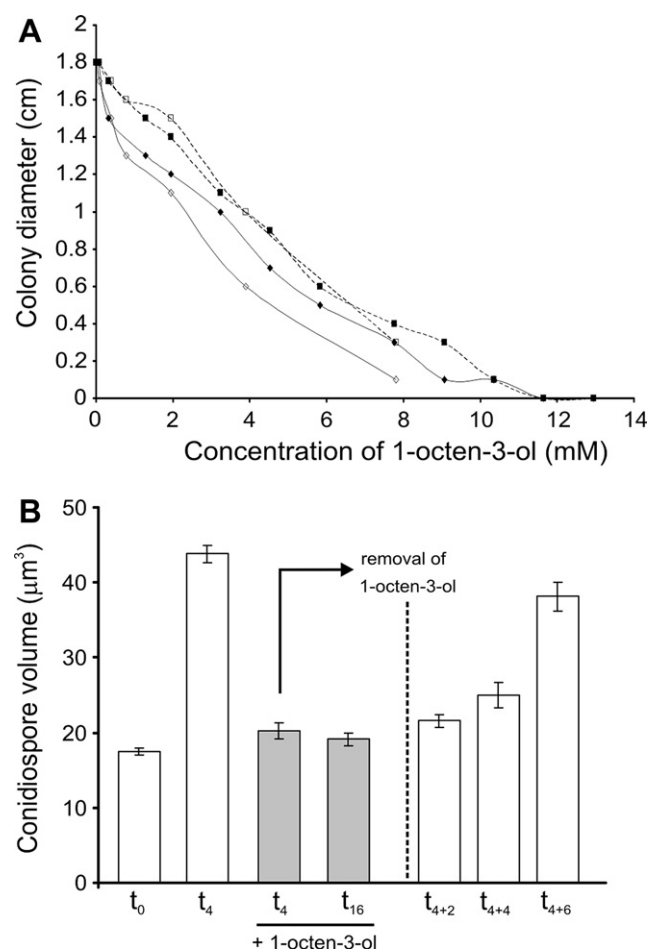 A
2
1.8
1.6
1.4
1.2
1
0.8
0.6
0.4
0.2
0
Colony diameter (cm)
0 2 4 6 8 10 12 14
Concentration of 1-octen-3-ol (mM)
B
50
40
30
20
10
0
Conidiospore volume (µm³)
removal of
1-octen-3-ol
t₀ t₄ t₄ t₁₆ t₄₊₂ t₄₊₄ t₄₊₆
+ 1-octen-3-ol